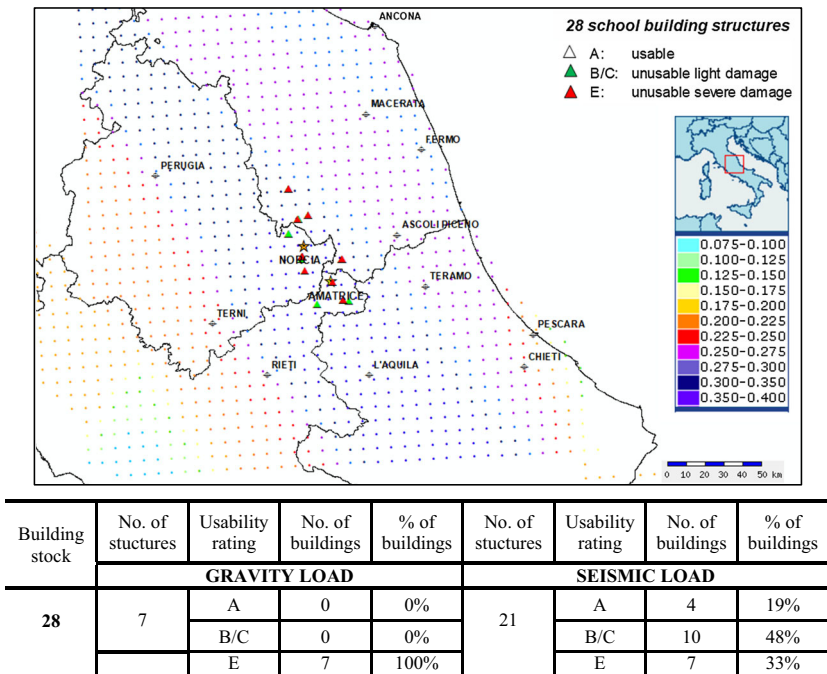 28 school building structures
A: usable
B/C: unusable light damage
E: unusable severe damage
ANCONA
MACERATA
FERMO
PERUGIA
ASCOLI PICENO
NORCIA
TERAMO
AMATRICE
TERNI
PESCARA
CHIETI
RIETI
L'AQUILA
0.075-0.100
0.100-0.125
0.125-0.150
0.150-0.175
0.175-0.200
0.200-0.225
0.225-0.250
0.250-0.275
0.275-0.300
0.300-0.350
0.350-0.400
0 10 20 30 40 50 km
Building stock No. of stuctures Usability rating No. of buildings % of buildings No. of stuctures Usability rating No. of buildings % of buildings
GRAVITY LOAD SEISMIC LOAD
28 7 A 0 0% 21 A 4 19%
B/C 0 0% B/C 10 48%
E 7 100% E 7 33%